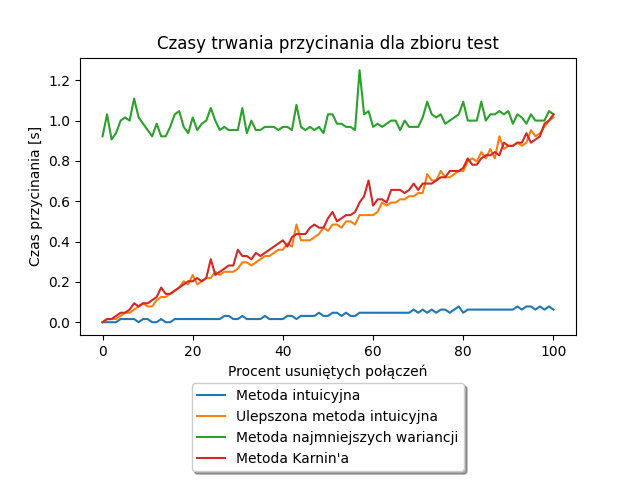 Czasy trwania przycinania dla zbioru test
Czas przycinania [s]
1.2
1.0
0.8
0.6
0.4
0.2
0.0
0 20 40 60 80 100
Procent usuniętych połączeń
Metoda intuicyjna
Ulepszona metoda intuicyjna
Metoda najmniejszych wariancji
Metoda Karnin'a